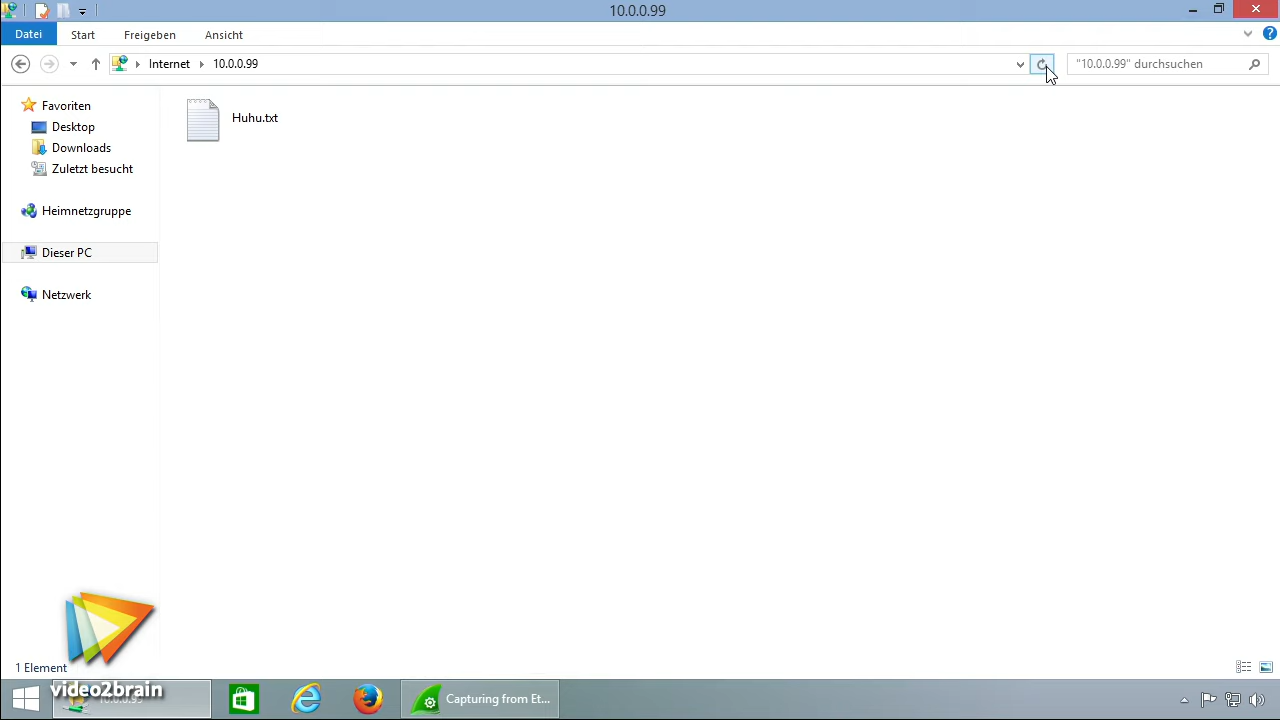 10.0.0.99
Datei Start Freigeben Ansicht
Internet 10.0.0.99 "10.0.0.99" durchsuchen
Favoriten
Desktop
Downloads
Zuletzt besucht
Heimnetzgruppe
Dieser PC
Netzwerk
Huhu.txt
1 Element
video2brain
Capturing from Et...